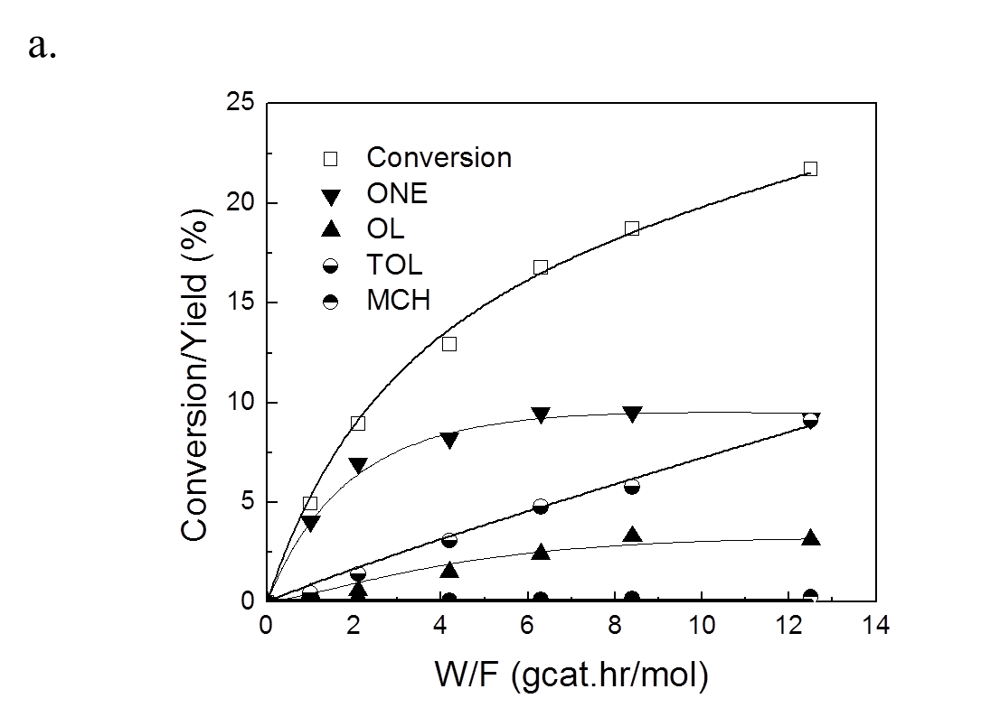 a.
25
20
15
10
5
0
Conversion/Yield (%)
Conversion
ONE
OL
TOL
MCH
0 2 4 6 8 10 12 14
W/F (gcat.hr/mol)